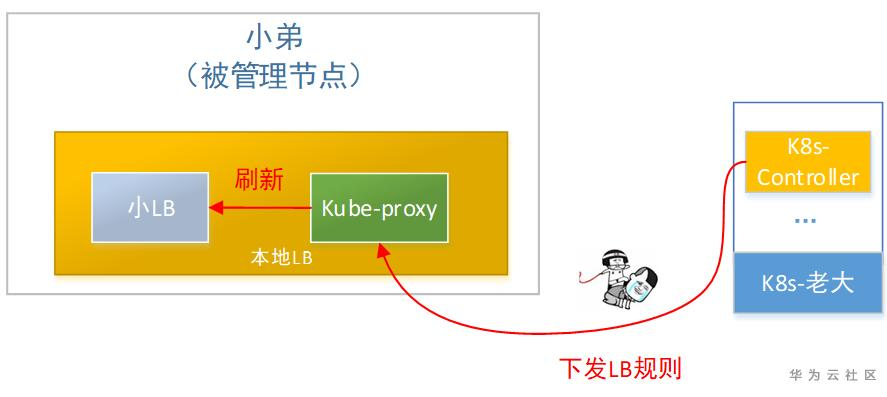 小弟
（被管理节点）
小LB
刷新
Kube-proxy
本地LB
K8s-
Controller
...
K8s-老大
下发LB规则
华为云社区